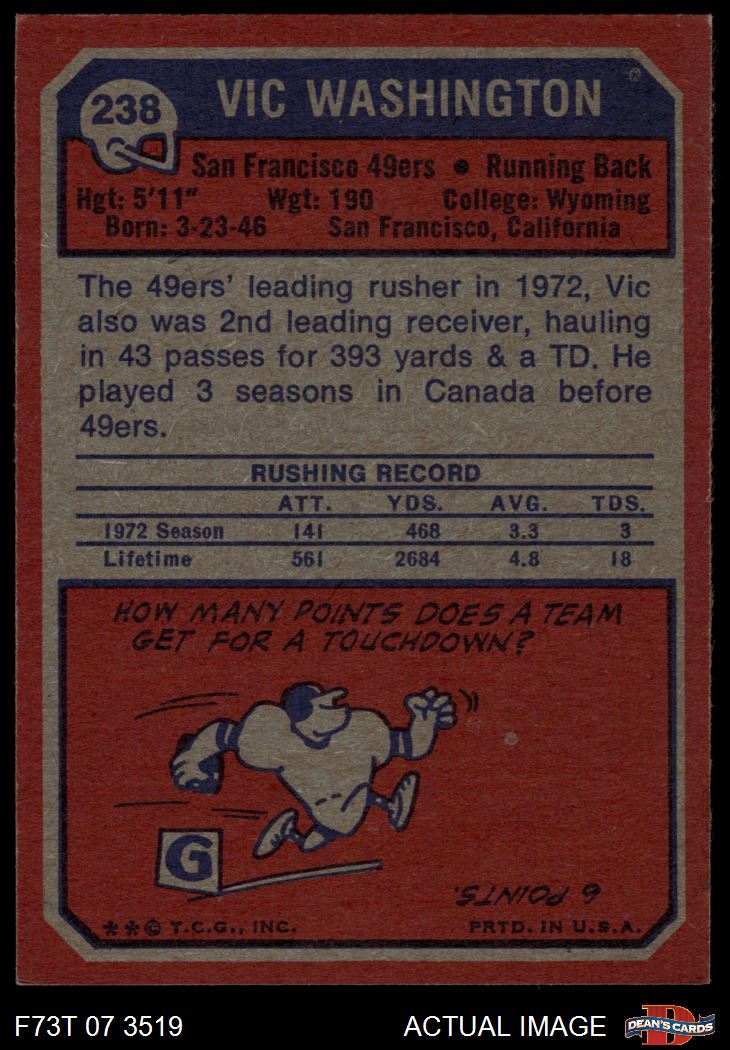 238
VIC WASHINGTON
®
San Francisco 49ers ● Running Back
Hgt: 5'11" Wgt: 190 College: Wyoming
Born: 3-23-46 San Francisco, California
The 49ers' leading rusher in 1972, Vic
also was 2nd leading receiver, hauling
in 43 passes for 393 yards & a TD. He
played 3 seasons in Canada before
49ers.
RUSHING RECORD
ATT. YDS. AVG. TDS.
1972 Season 141 468 3.3 3
Lifetime 561 2684 4.8 18
HOW MANY POINTS DOES A TEAM
GET FOR A TOUCHDOWN?
G
6 POINTS.
**© T.C.G., INC. PRTD. IN U.S.A.
F73T 07 3519 ACTUAL IMAGE
D
DEAN'S CARDS